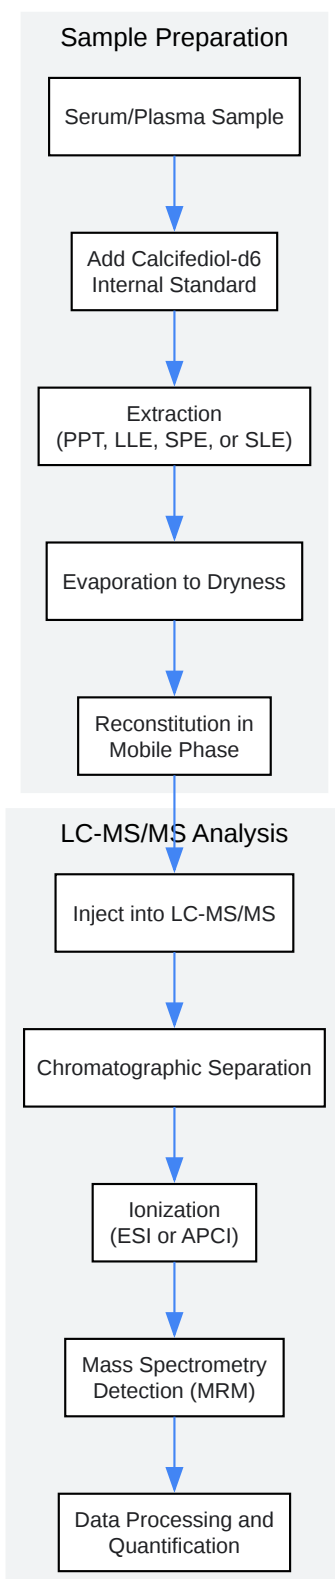 Sample Preparation
Serum/Plasma Sample
Add Calcifediol-d6
Internal Standard
Extraction
(PPT, LLE, SPE, or SLE)
Evaporation to Dryness
Reconstitution in
Mobile Phase
LC-MS/MS Analysis
Inject into LC-MS/MS
Chromatographic Separation
Ionization
(ESI or APCI)
Mass Spectrometry
Detection (MRM)
Data Processing and
Quantification